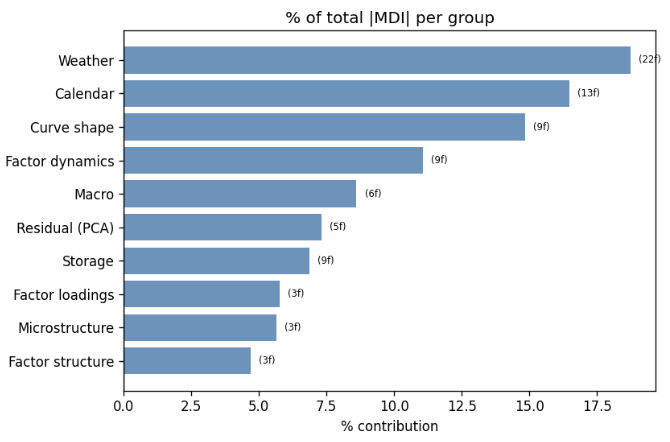 % of total |MDI| per group
Weather (22f)
Calendar (13f)
Curve shape (9f)
Factor dynamics (9f)
Macro (6f)
Residual (PCA) (5f)
Storage (9f)
Factor loadings (3f)
Microstructure (3f)
Factor structure (3f)
0.0 2.5 5.0 7.5 10.0 12.5 15.0 17.5
% contribution